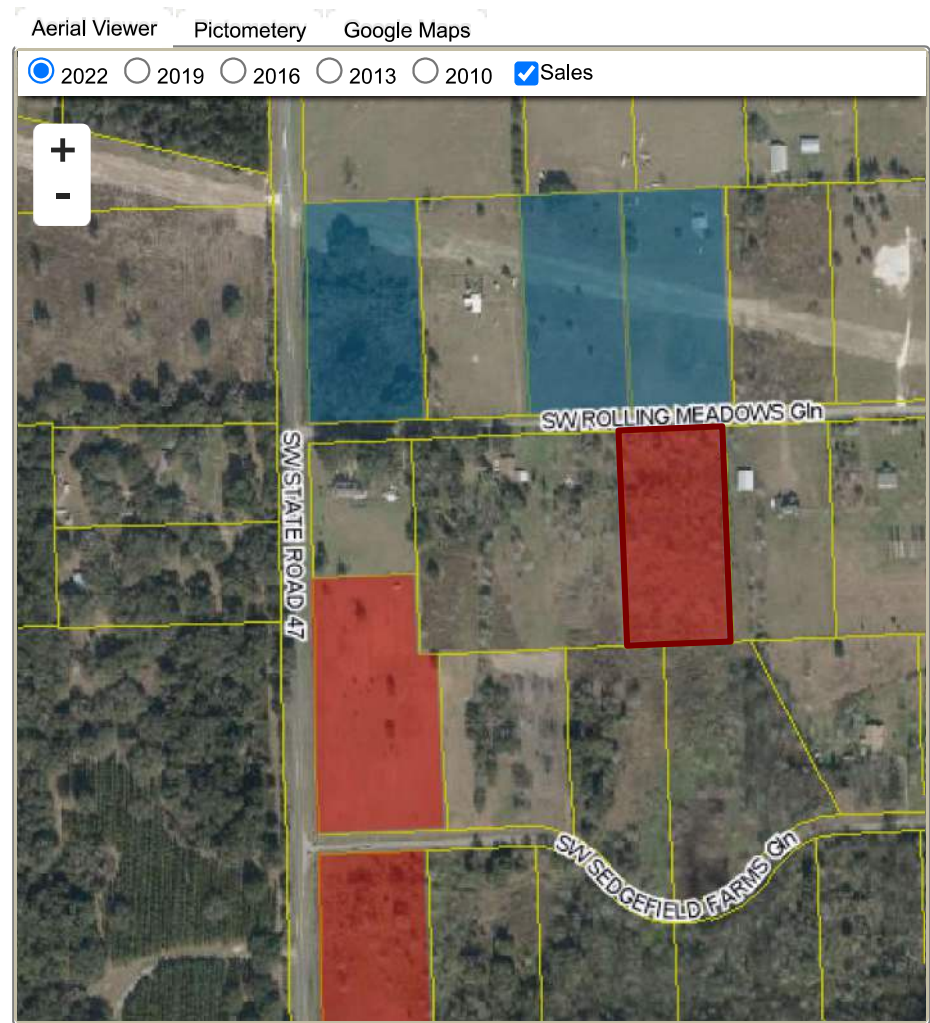 Aerial Viewer Pictometery Google Maps
2022 2019 2016 2013 2010 Sales
+
-
SW ROLLING MEADOWS Gln
SW STATE ROAD 47
SW SEDGEFIELD FARMS Gln